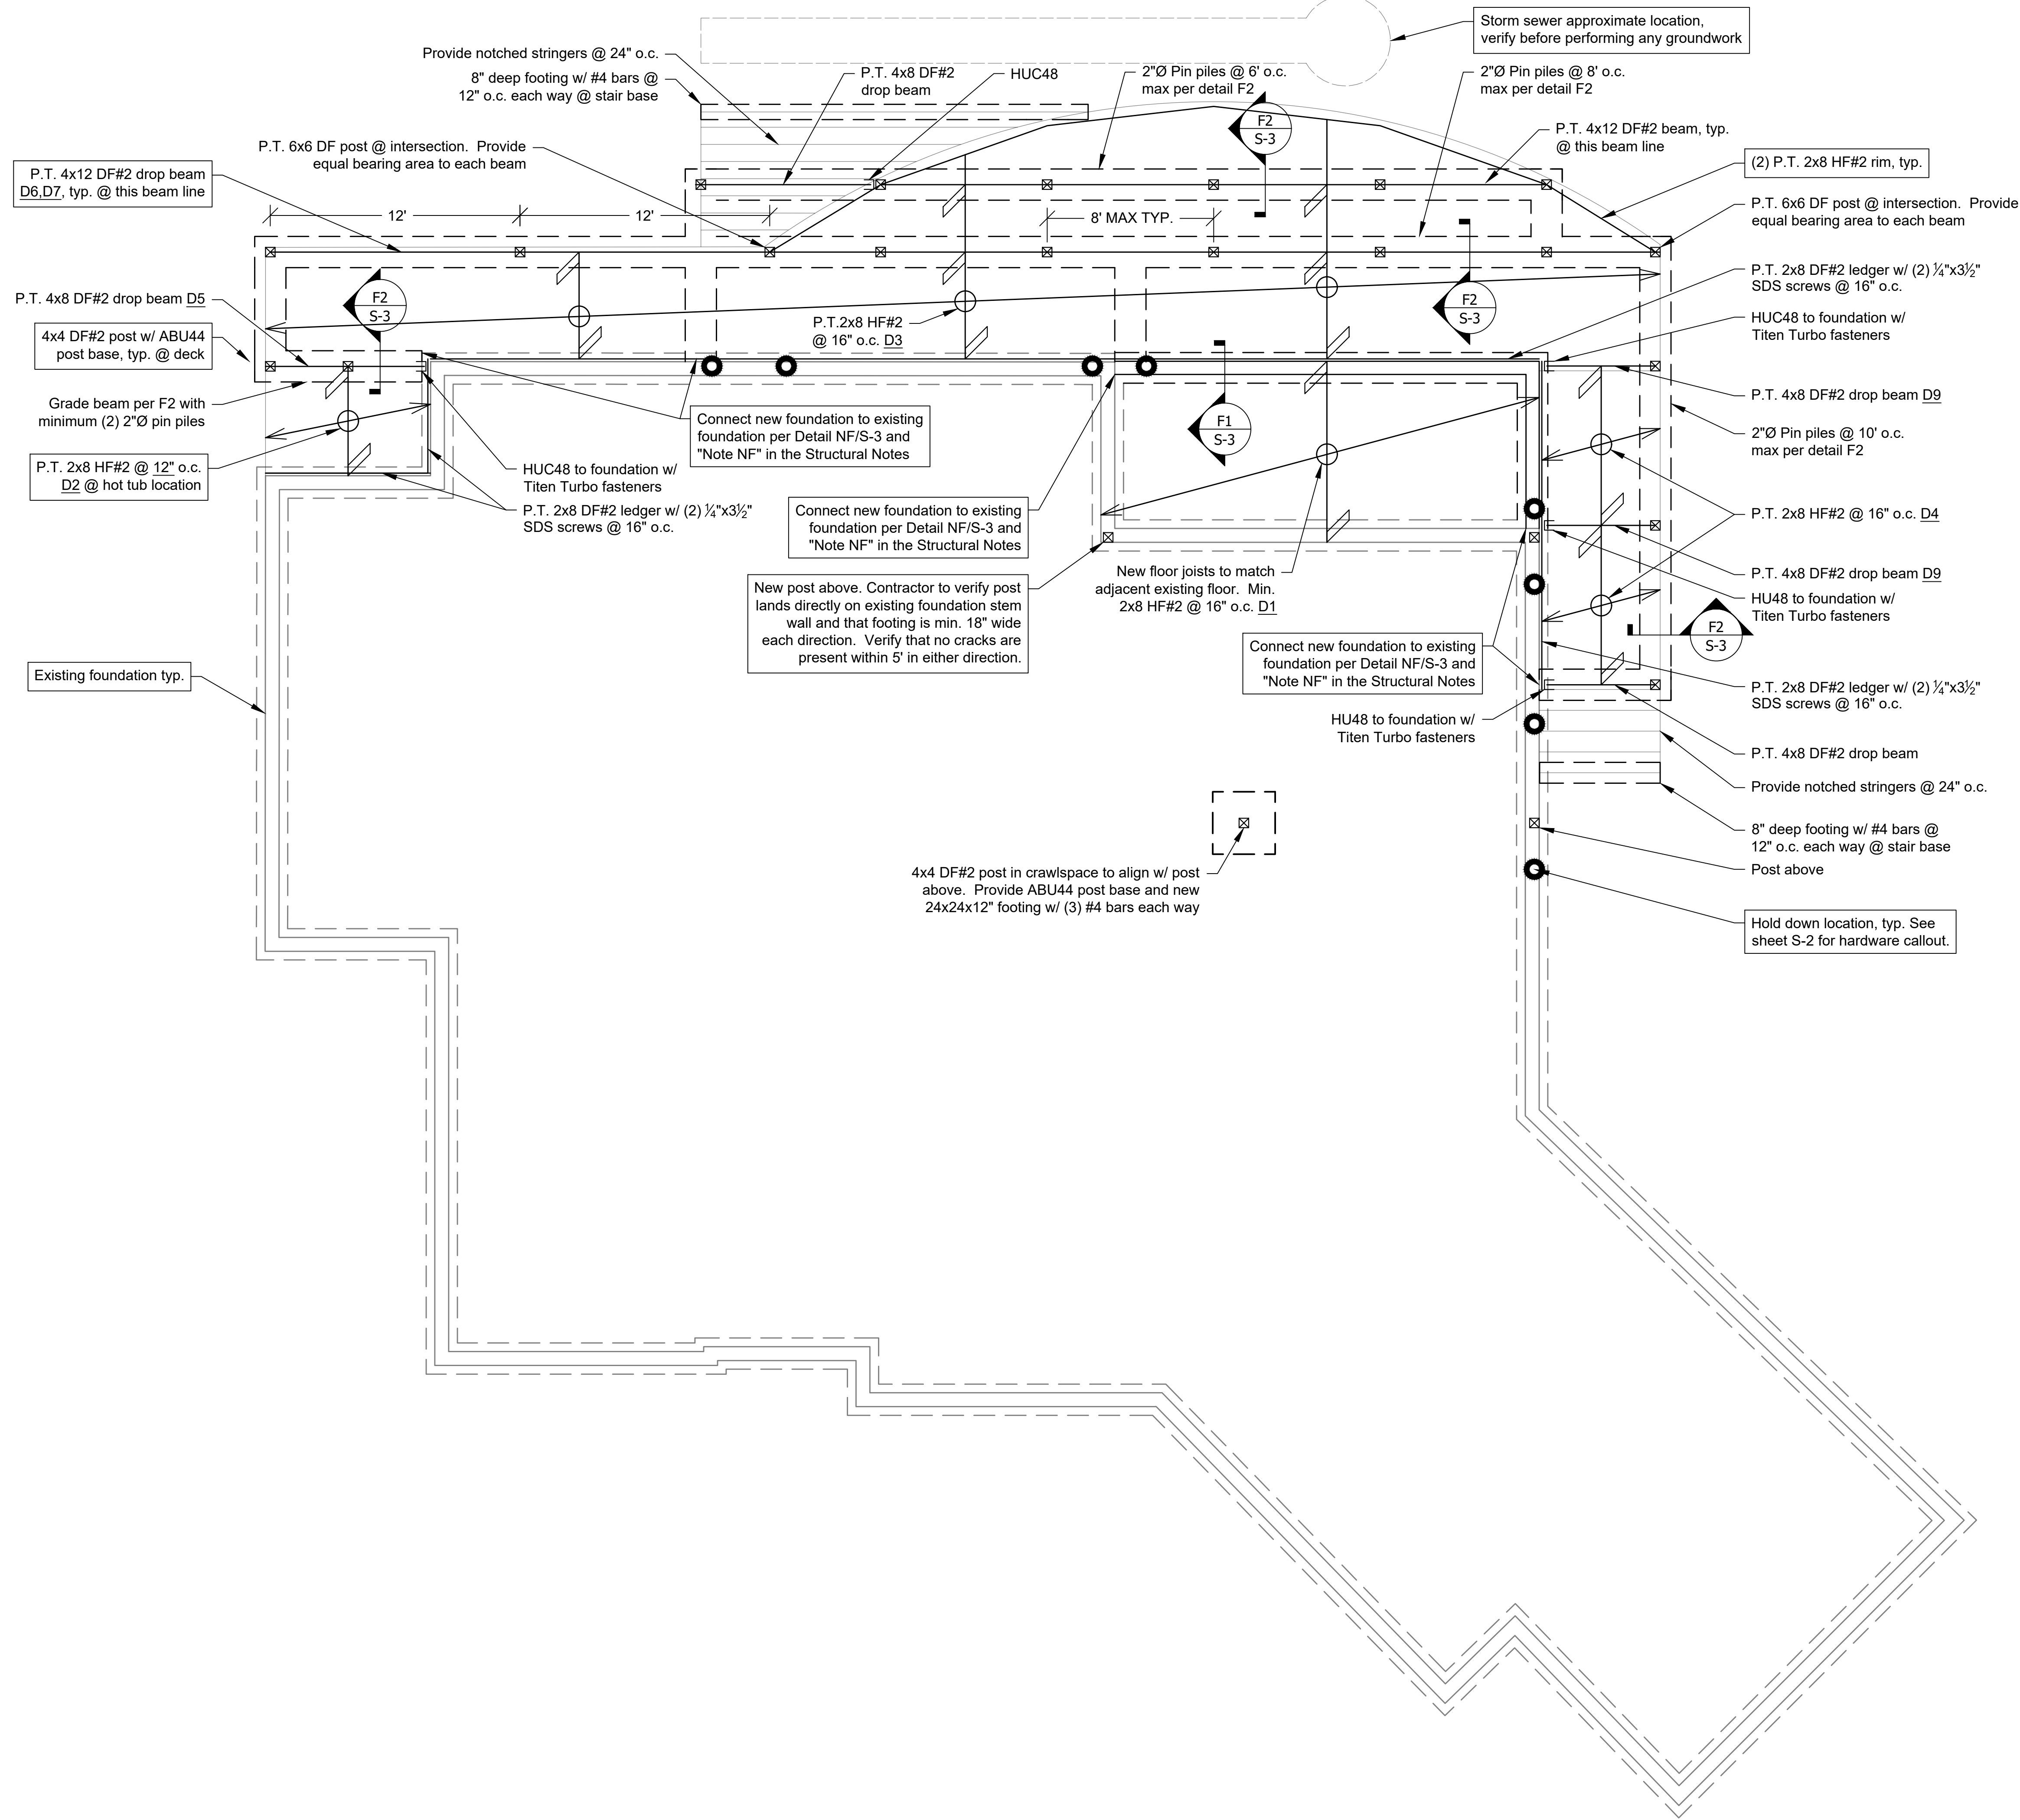 Storm sewer approximate location,
verify before performing any groundwork
Provide notched stringers @ 24" o.c.
8" deep footing w/ #4 bars @
12" o.c. each way @ stair base
P.T. 4x8 DF#2
drop beam
HUC48
2"Ø Pin piles @ 6' o.c.
max per detail F2
2"Ø Pin piles @ 8' o.c.
max per detail F2
F2
S-3
P.T. 4x12 DF#2 beam, typ.
@ this beam line
P.T. 6x6 DF post @ intersection. Provide
equal bearing area to each beam
(2) P.T. 2x8 HF#2 rim, typ.
P.T. 4x12 DF#2 drop beam
D6,D7, typ. @ this beam line
P.T. 6x6 DF post @ intersection. Provide
equal bearing area to each beam
12'
12'
8' MAX TYP.
P.T. 2x8 DF#2 ledger w/ (2) ¼"x3½"
SDS screws @ 16" o.c.
P.T. 4x8 DF#2 drop beam D5
F2
S-3
F2
S-3
P.T.2x8 HF#2
@ 16" o.c. D3
HUC48 to foundation w/
Titen Turbo fasteners
4x4 DF#2 post w/ ABU44
post base, typ. @ deck
P.T. 4x8 DF#2 drop beam D9
Grade beam per F2 with
minimum (2) 2"Ø pin piles
Connect new foundation to existing
foundation per Detail NF/S-3 and
"Note NF" in the Structural Notes
F1
S-3
2"Ø Pin piles @ 10' o.c.
max per detail F2
P.T. 2x8 HF#2 @ 12" o.c.
D2 @ hot tub location
HUC48 to foundation w/
Titen Turbo fasteners
P.T. 2x8 DF#2 ledger w/ (2) ¼"x3½"
SDS screws @ 16" o.c.
Connect new foundation to existing
foundation per Detail NF/S-3 and
"Note NF" in the Structural Notes
P.T. 2x8 HF#2 @ 16" o.c. D4
New post above. Contractor to verify post
lands directly on existing foundation stem
wall and that footing is min. 18" wide
each direction. Verify that no cracks are
present within 5' in either direction.
New floor joists to match
adjacent existing floor. Min.
2x8 HF#2 @ 16" o.c. D1
P.T. 4x8 DF#2 drop beam D9
HU48 to foundation w/
Titen Turbo fasteners
F2
S-3
Connect new foundation to existing
foundation per Detail NF/S-3 and
"Note NF" in the Structural Notes
Existing foundation typ.
P.T. 2x8 DF#2 ledger w/ (2) ¼"x3½"
SDS screws @ 16" o.c.
HU48 to foundation w/
Titen Turbo fasteners
P.T. 4x8 DF#2 drop beam
Provide notched stringers @ 24" o.c.
8" deep footing w/ #4 bars @
12" o.c. each way @ stair base
Post above
4x4 DF#2 post in crawlspace to align w/ post
above. Provide ABU44 post base and new
24x24x12" footing w/ (3) #4 bars each way
Hold down location, typ. See
sheet S-2 for hardware callout.